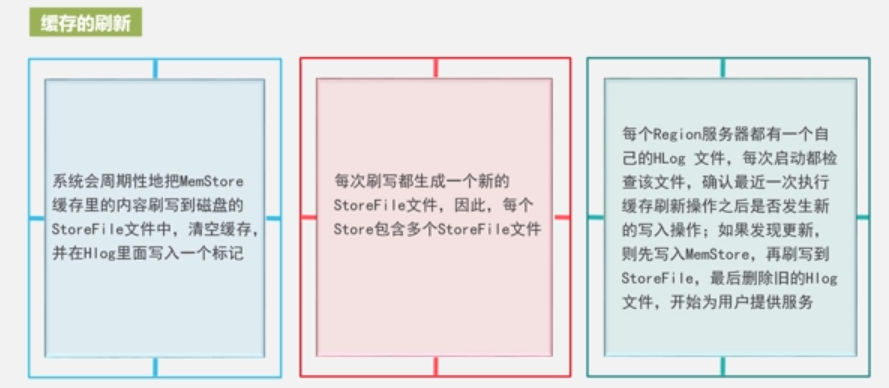 缓存的刷新
系统会周期性地把MemStore
缓存里的内容刷写到磁盘的
StoreFile文件中，清空缓存，
并在Hlog里面写入一个标记
每次刷写都生成一个新的
StoreFile文件，因此，每个
Store包含多个StoreFile文件
每个Region服务器都有一个自
己的HLog 文件，每次启动都检
查该文件，确认最近一次执行
缓存刷新操作之后是否发生新
的写入操作；如果发现更新，
则先写入MemStore，再刷写到
StoreFile，最后删除旧的Hlog
文件，开始为用户提供服务